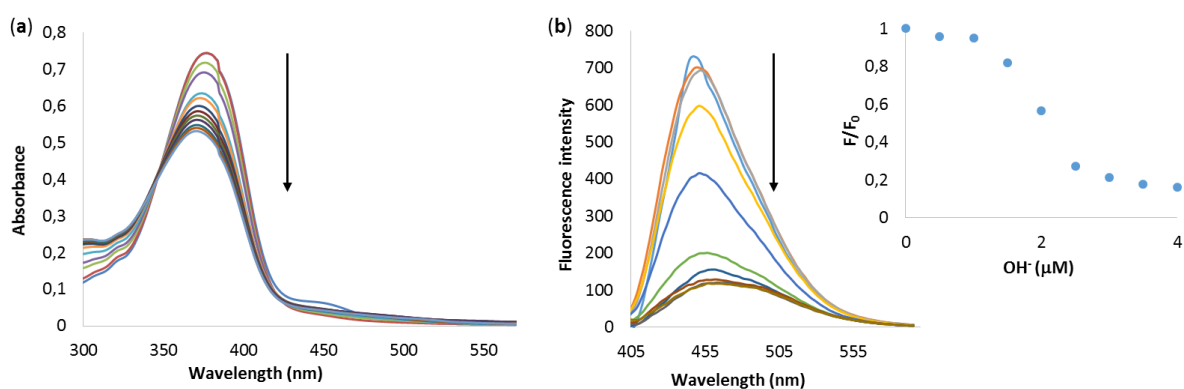 (a)
0,8
0,7
0,6
0,5
0,4
0,3
0,2
0,1
0
Absorbance
300 350 400 450 500 550
Wavelength (nm)
(b)
800
700
600
500
400
300
200
100
0
Fluorescence intensity
405 455 505 555
Wavelength (nm)
1
0,8
0,6
0,4
0,2
0
F/F₀
0 2 4
OH⁻ (µM)